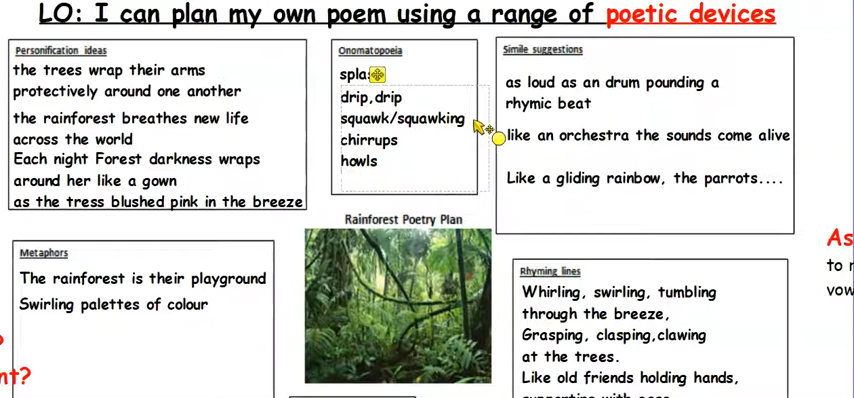 LO: I can plan my own poem using a range of poetic devices
Personification ideas
the trees wrap their arms
protectively around one another
the rainforest breathes new life
across the world
Each night Forest darkness wraps
around her like a gown
as the tress blushed pink in the breeze
Onomatopoeia
drip,drip
squawk/squawking
chirrups
howls
Simile suggestions
as loud as an drum pounding a
rhymic beat
like an orchestra the sounds come alive
Like a gliding rainbow, the parrots....
Rainforest Poetry Plan
Metaphors
The rainforest is their playground
Swirling palettes of colour
Rhyming lines
Whirling, swirling, tumbling
through the breeze,
Grasping, clasping,clawing
at the trees.
Like old friends holding hands,
As
to
?